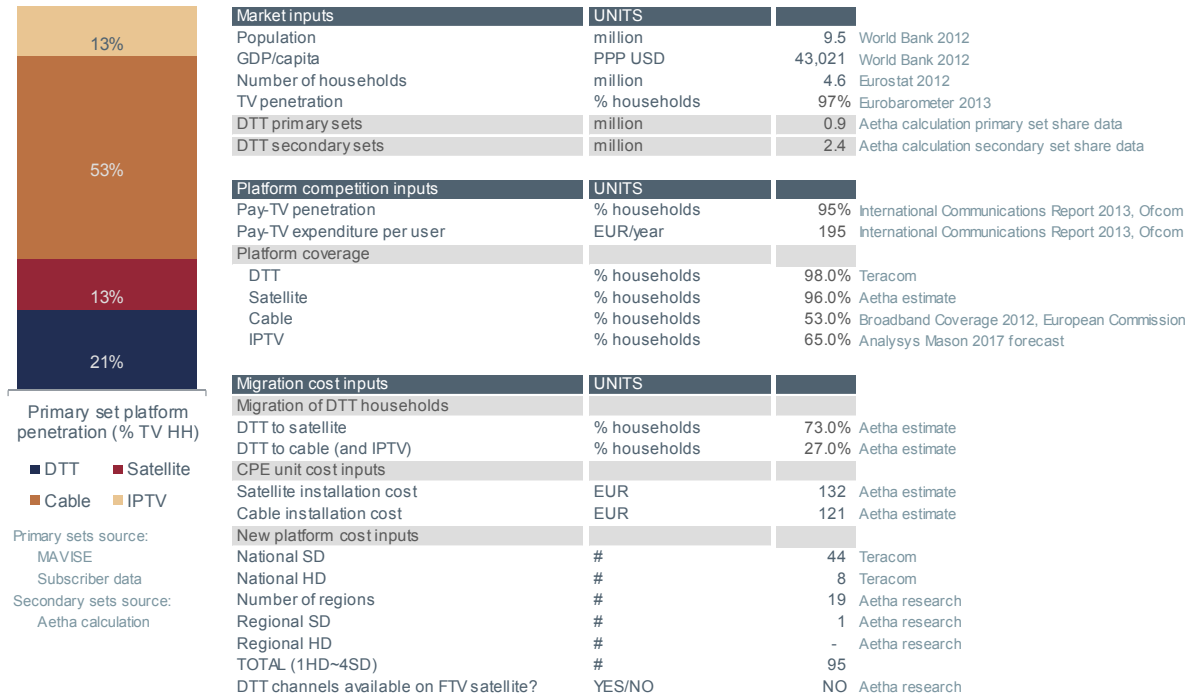 13%
53%
13%
21%
Primary set platform
penetration (% TV HH)
DTT Satellite
Cable IPTV
Primary sets source:
MAVISE
Subscriber data
Secondary sets source:
Aetha calculation
Market inputs UNITS
Population million 9.5 World Bank 2012
GDP/capita PPP USD 43,021 World Bank 2012
Number of households million 4.6 Eurostat 2012
TV penetration % households 97% Eurobarometer 2013
DTT primary sets million 0.9 Aetha calculation primary set share data
DTT secondary sets million 2.4 Aetha calculation secondary set share data
Platform competition inputs UNITS
Pay-TV penetration % households 95% International Communications Report 2013, Ofcom
Pay-TV expenditure per user EUR/year 195 International Communications Report 2013, Ofcom
Platform coverage
DTT % households 98.0% Teracom
Satellite % households 96.0% Aetha estimate
Cable % households 53.0% Broadband Coverage 2012, European Commission
IPTV % households 65.0% Analysys Mason 2017 forecast
Migration cost inputs UNITS
Migration of DTT households
DTT to satellite % households 73.0% Aetha estimate
DTT to cable (and IPTV) % households 27.0% Aetha estimate
CPE unit cost inputs
Satellite installation cost EUR 132 Aetha estimate
Cable installation cost EUR 121 Aetha estimate
New platform cost inputs
National SD # 44 Teracom
National HD # 8 Teracom
Number of regions # 19 Aetha research
Regional SD # 1 Aetha research
Regional HD # - Aetha research
TOTAL (1HD~4SD) # 95
DTT channels available on FTV satellite? YES/NO NO Aetha research